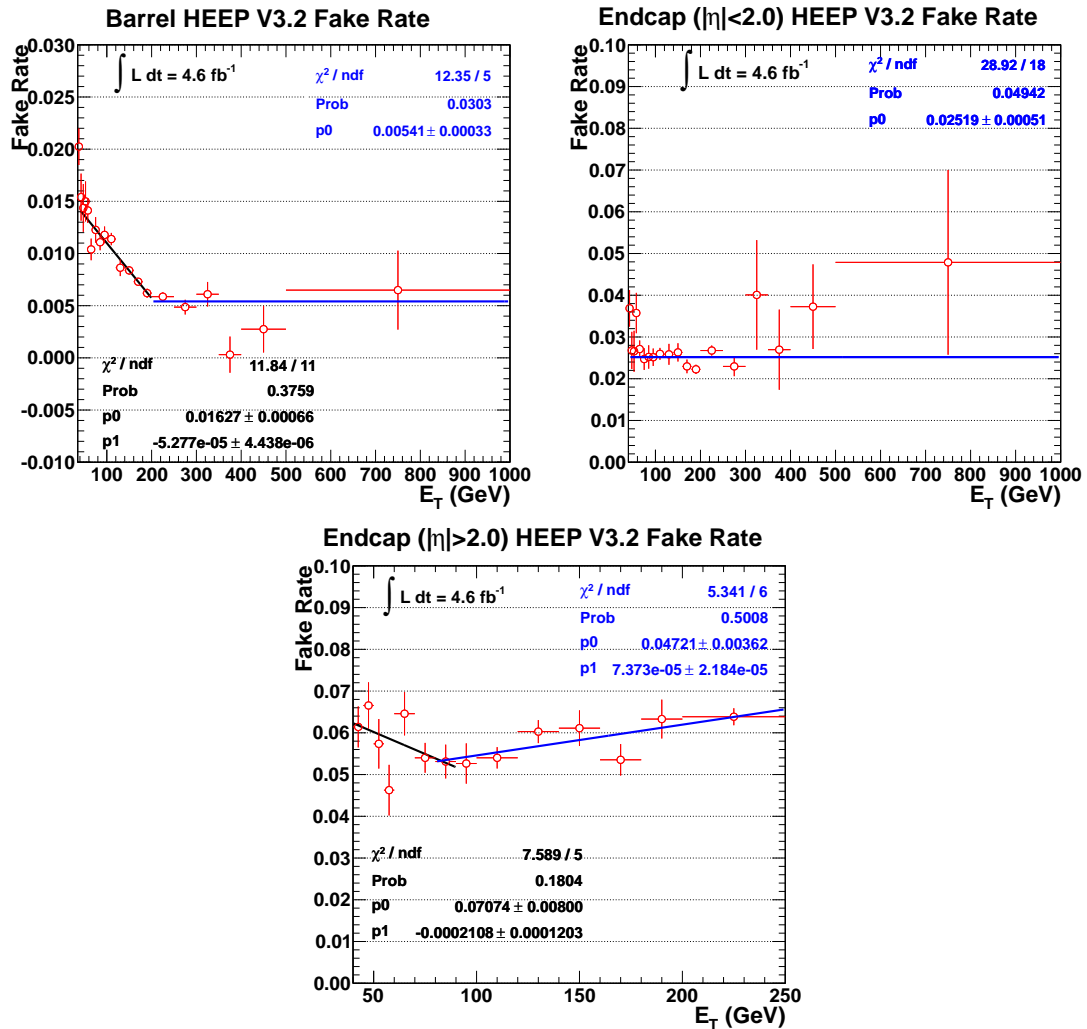 Barrel HEEP V3.2 Fake Rate
Fake Rate
0.030
0.025
0.020
0.015
0.010
0.005
0.000
-0.005
-0.010
∫ L dt = 4.6 fb⁻¹
χ² / ndf 12.35 / 5
Prob 0.0303
p0 0.00541 ± 0.00033
χ² / ndf 11.84 / 11
Prob 0.3759
p0 0.01627 ± 0.00066
p1 -5.277e-05 ± 4.438e-06
100 200 300 400 500 600 700 800 900 1000
E_T (GeV)
Endcap (|η|<2.0) HEEP V3.2 Fake Rate
Fake Rate
0.10
0.09
0.08
0.07
0.06
0.05
0.04
0.03
0.02
0.01
0.00
∫ L dt = 4.6 fb⁻¹
χ² / ndf 28.92 / 18
Prob 0.04942
p0 0.02519 ± 0.00051
100 200 300 400 500 600 700 800 900 1000
E_T (GeV)
Endcap (|η|>2.0) HEEP V3.2 Fake Rate
Fake Rate
0.10
0.09
0.08
0.07
0.06
0.05
0.04
0.03
0.02
0.01
0.00
∫ L dt = 4.6 fb⁻¹
χ² / ndf 5.341 / 6
Prob 0.5008
p0 0.04721 ± 0.00362
p1 7.373e-05 ± 2.184e-05
χ² / ndf 7.589 / 5
Prob 0.1804
p0 0.07074 ± 0.00800
p1 -0.0002108 ± 0.0001203
50 100 150 200 250
E_T (GeV)